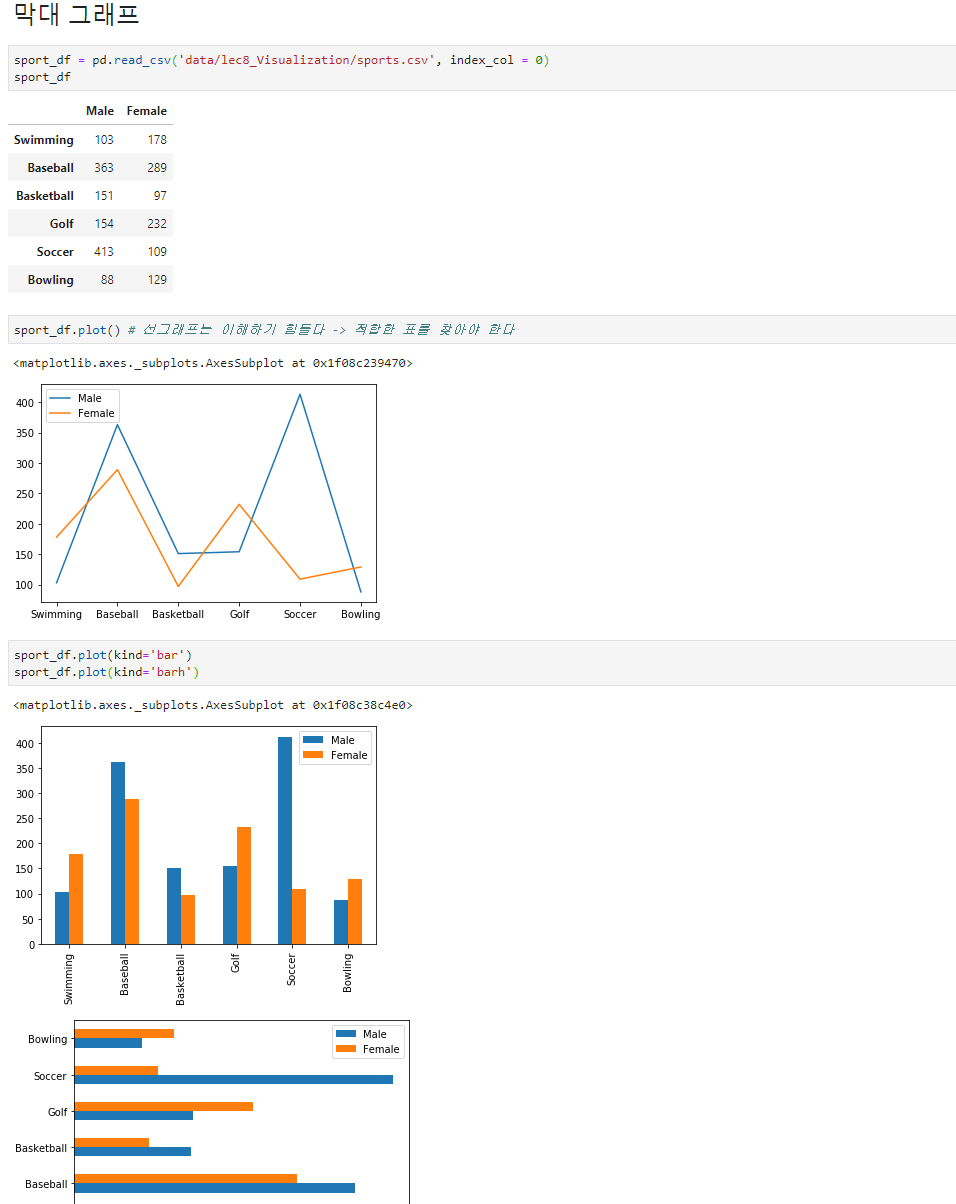 막대 그래프
sport_df = pd.read_csv('data/lec8_Visualization/sports.csv', index_col = 0)
sport_df
Male Female
Swimming 103 178
Baseball 363 289
Basketball 151 97
Golf 154 232
Soccer 413 109
Bowling 88 129
sport_df.plot() # 선그래프는 이해하기 힘들다 -> 적합한 표를 찾아야 한다
<matplotlib.axes._subplots.AxesSubplot at 0x1f08c239470>
Male
Female
400
350
300
250
200
150
100
Swimming Baseball Basketball Golf Soccer Bowling
sport_df.plot(kind='bar')
sport_df.plot(kind='barh')
<matplotlib.axes._subplots.AxesSubplot at 0x1f08c38c4e0>
Male
Female
400
350
300
250
200
150
100
50
0
Swimming Baseball Basketball Golf Soccer Bowling
Male
Female
Bowling
Soccer
Golf
Basketball
Baseball